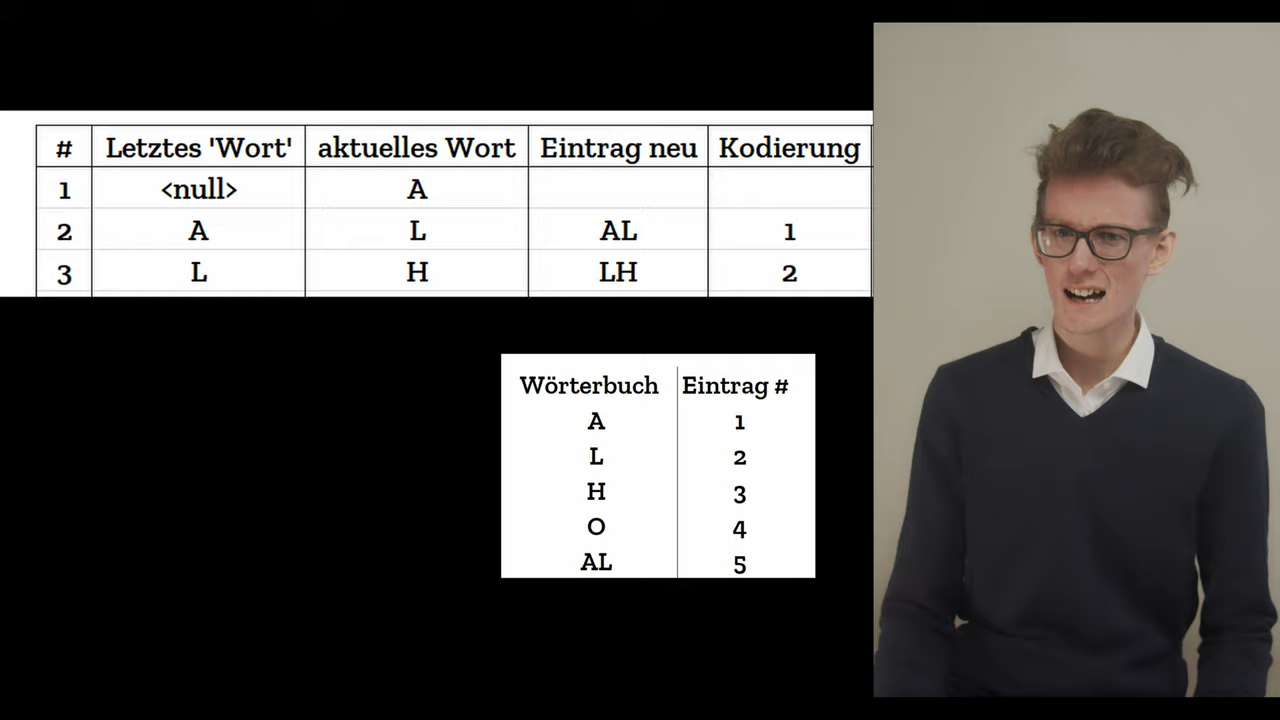 # Letztes 'Wort' aktuelles Wort Eintrag neu Kodierung
1 <null> A
2 A L AL 1
3 L H LH 2
Wörterbuch Eintrag #
A 1
L 2
H 3
O 4
AL 5